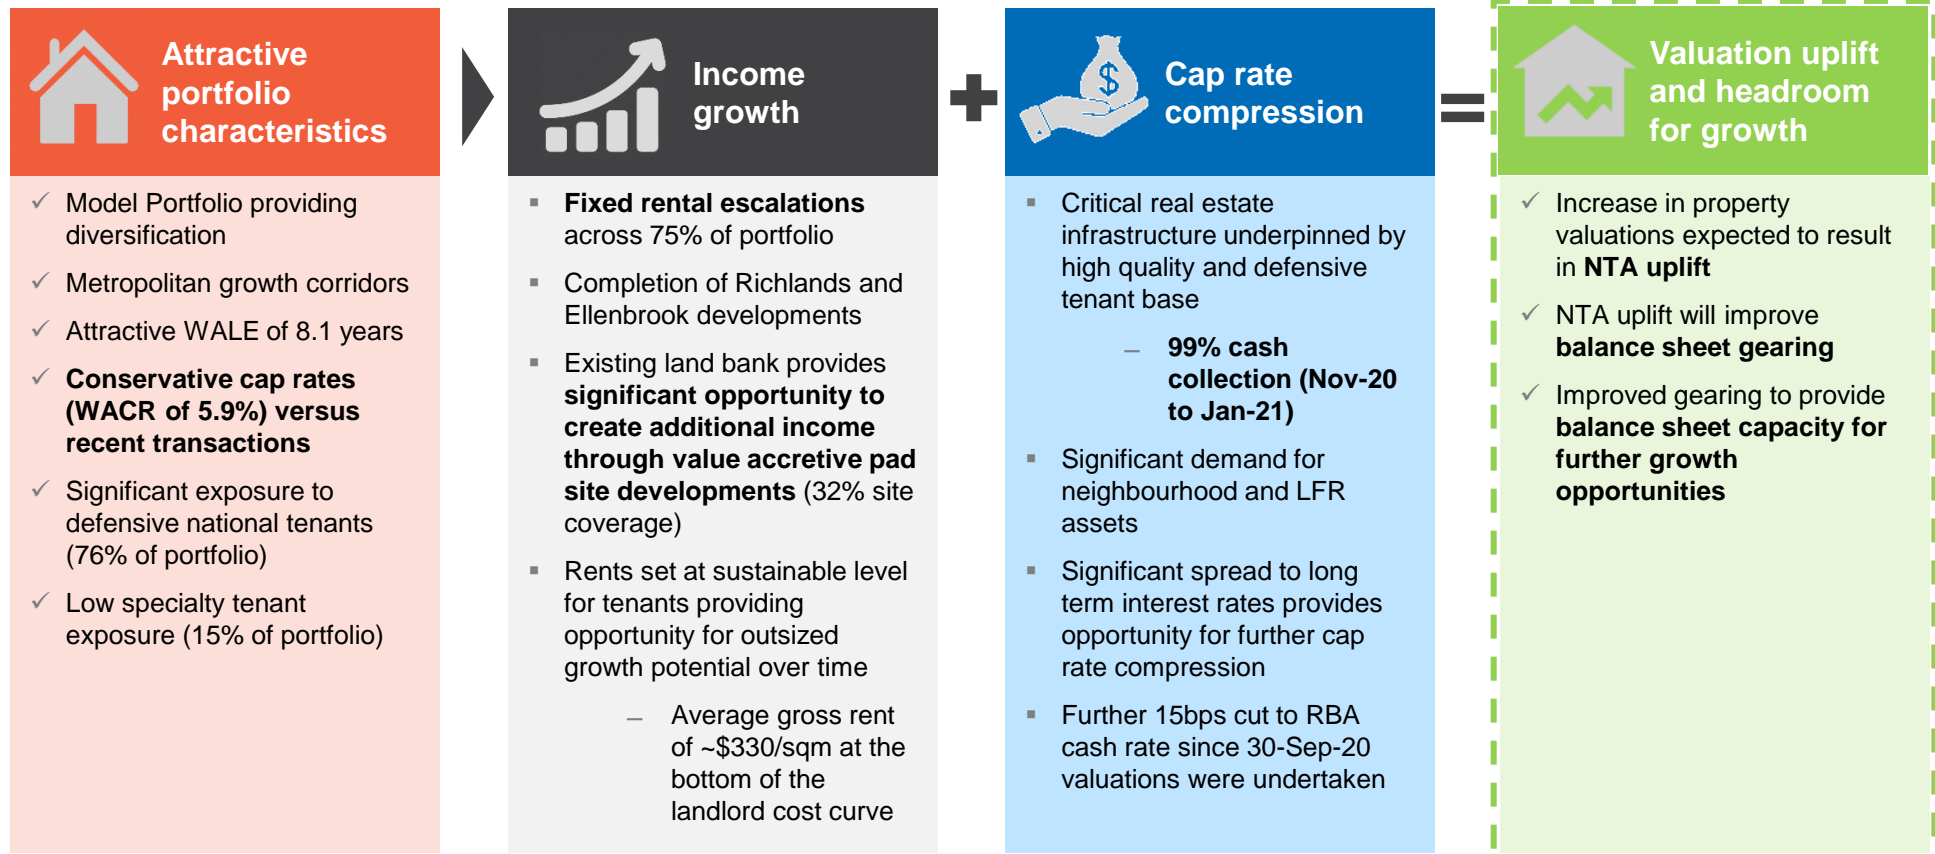 Attractive
portfolio
characteristics
✓ Model Portfolio providing
diversification
✓ Metropolitan growth corridors
✓ Attractive WALE of 8.1 years
✓ Conservative cap rates
(WACR of 5.9%) versus
recent transactions
✓ Significant exposure to
defensive national tenants
(76% of portfolio)
✓ Low specialty tenant
exposure (15% of portfolio)
Income
growth
▪ Fixed rental escalations
across 75% of portfolio
▪ Completion of Richlands and
Ellenbrook developments
▪ Existing land bank provides
significant opportunity to
create additional income
through value accretive pad
site developments (32% site
coverage)
▪ Rents set at sustainable level
for tenants providing
opportunity for outsized
growth potential over time
– Average gross rent
of ~$330/sqm at the
bottom of the
landlord cost curve
+
$
Cap rate
compression
▪ Critical real estate
infrastructure underpinned by
high quality and defensive
tenant base
– 99% cash
collection (Nov-20
to Jan-21)
▪ Significant demand for
neighbourhood and LFR
assets
▪ Significant spread to long
term interest rates provides
opportunity for further cap
rate compression
▪ Further 15bps cut to RBA
cash rate since 30-Sep-20
valuations were undertaken
=
Valuation uplift
and headroom
for growth
✓ Increase in property
valuations expected to result
in NTA uplift
✓ NTA uplift will improve
balance sheet gearing
✓ Improved gearing to provide
balance sheet capacity for
further growth
opportunities